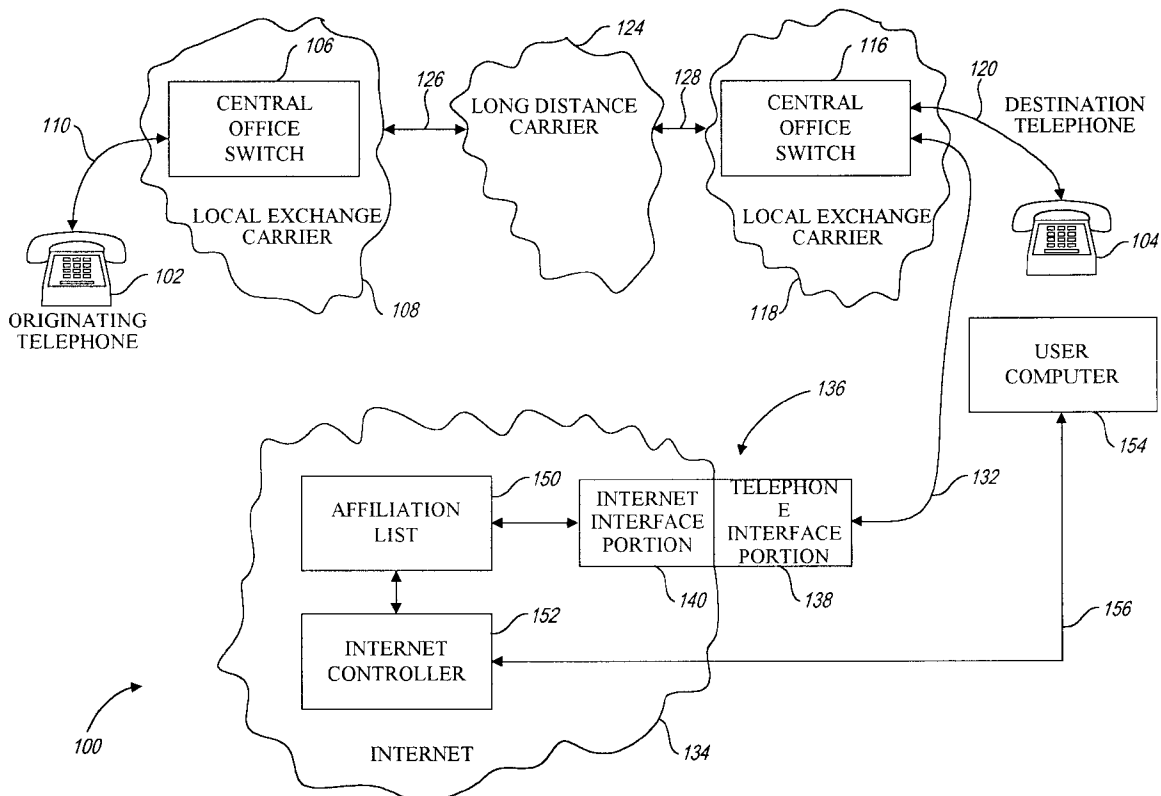 106
CENTRAL
OFFICE
SWITCH
110
LOCAL EXCHANGE
CARRIER
102
ORIGINATING
TELEPHONE
108
126
124
LONG DISTANCE
CARRIER
128
116
CENTRAL
OFFICE
SWITCH
LOCAL EXCHANGE
CARRIER
118
120
DESTINATION
TELEPHONE
104
USER
COMPUTER
154
136
150
AFFILIATION
LIST
INTERNET
INTERFACE
PORTION
140
TELEPHON
E
INTERFACE
PORTION
138
132
152
INTERNET
CONTROLLER
156
100
INTERNET
134